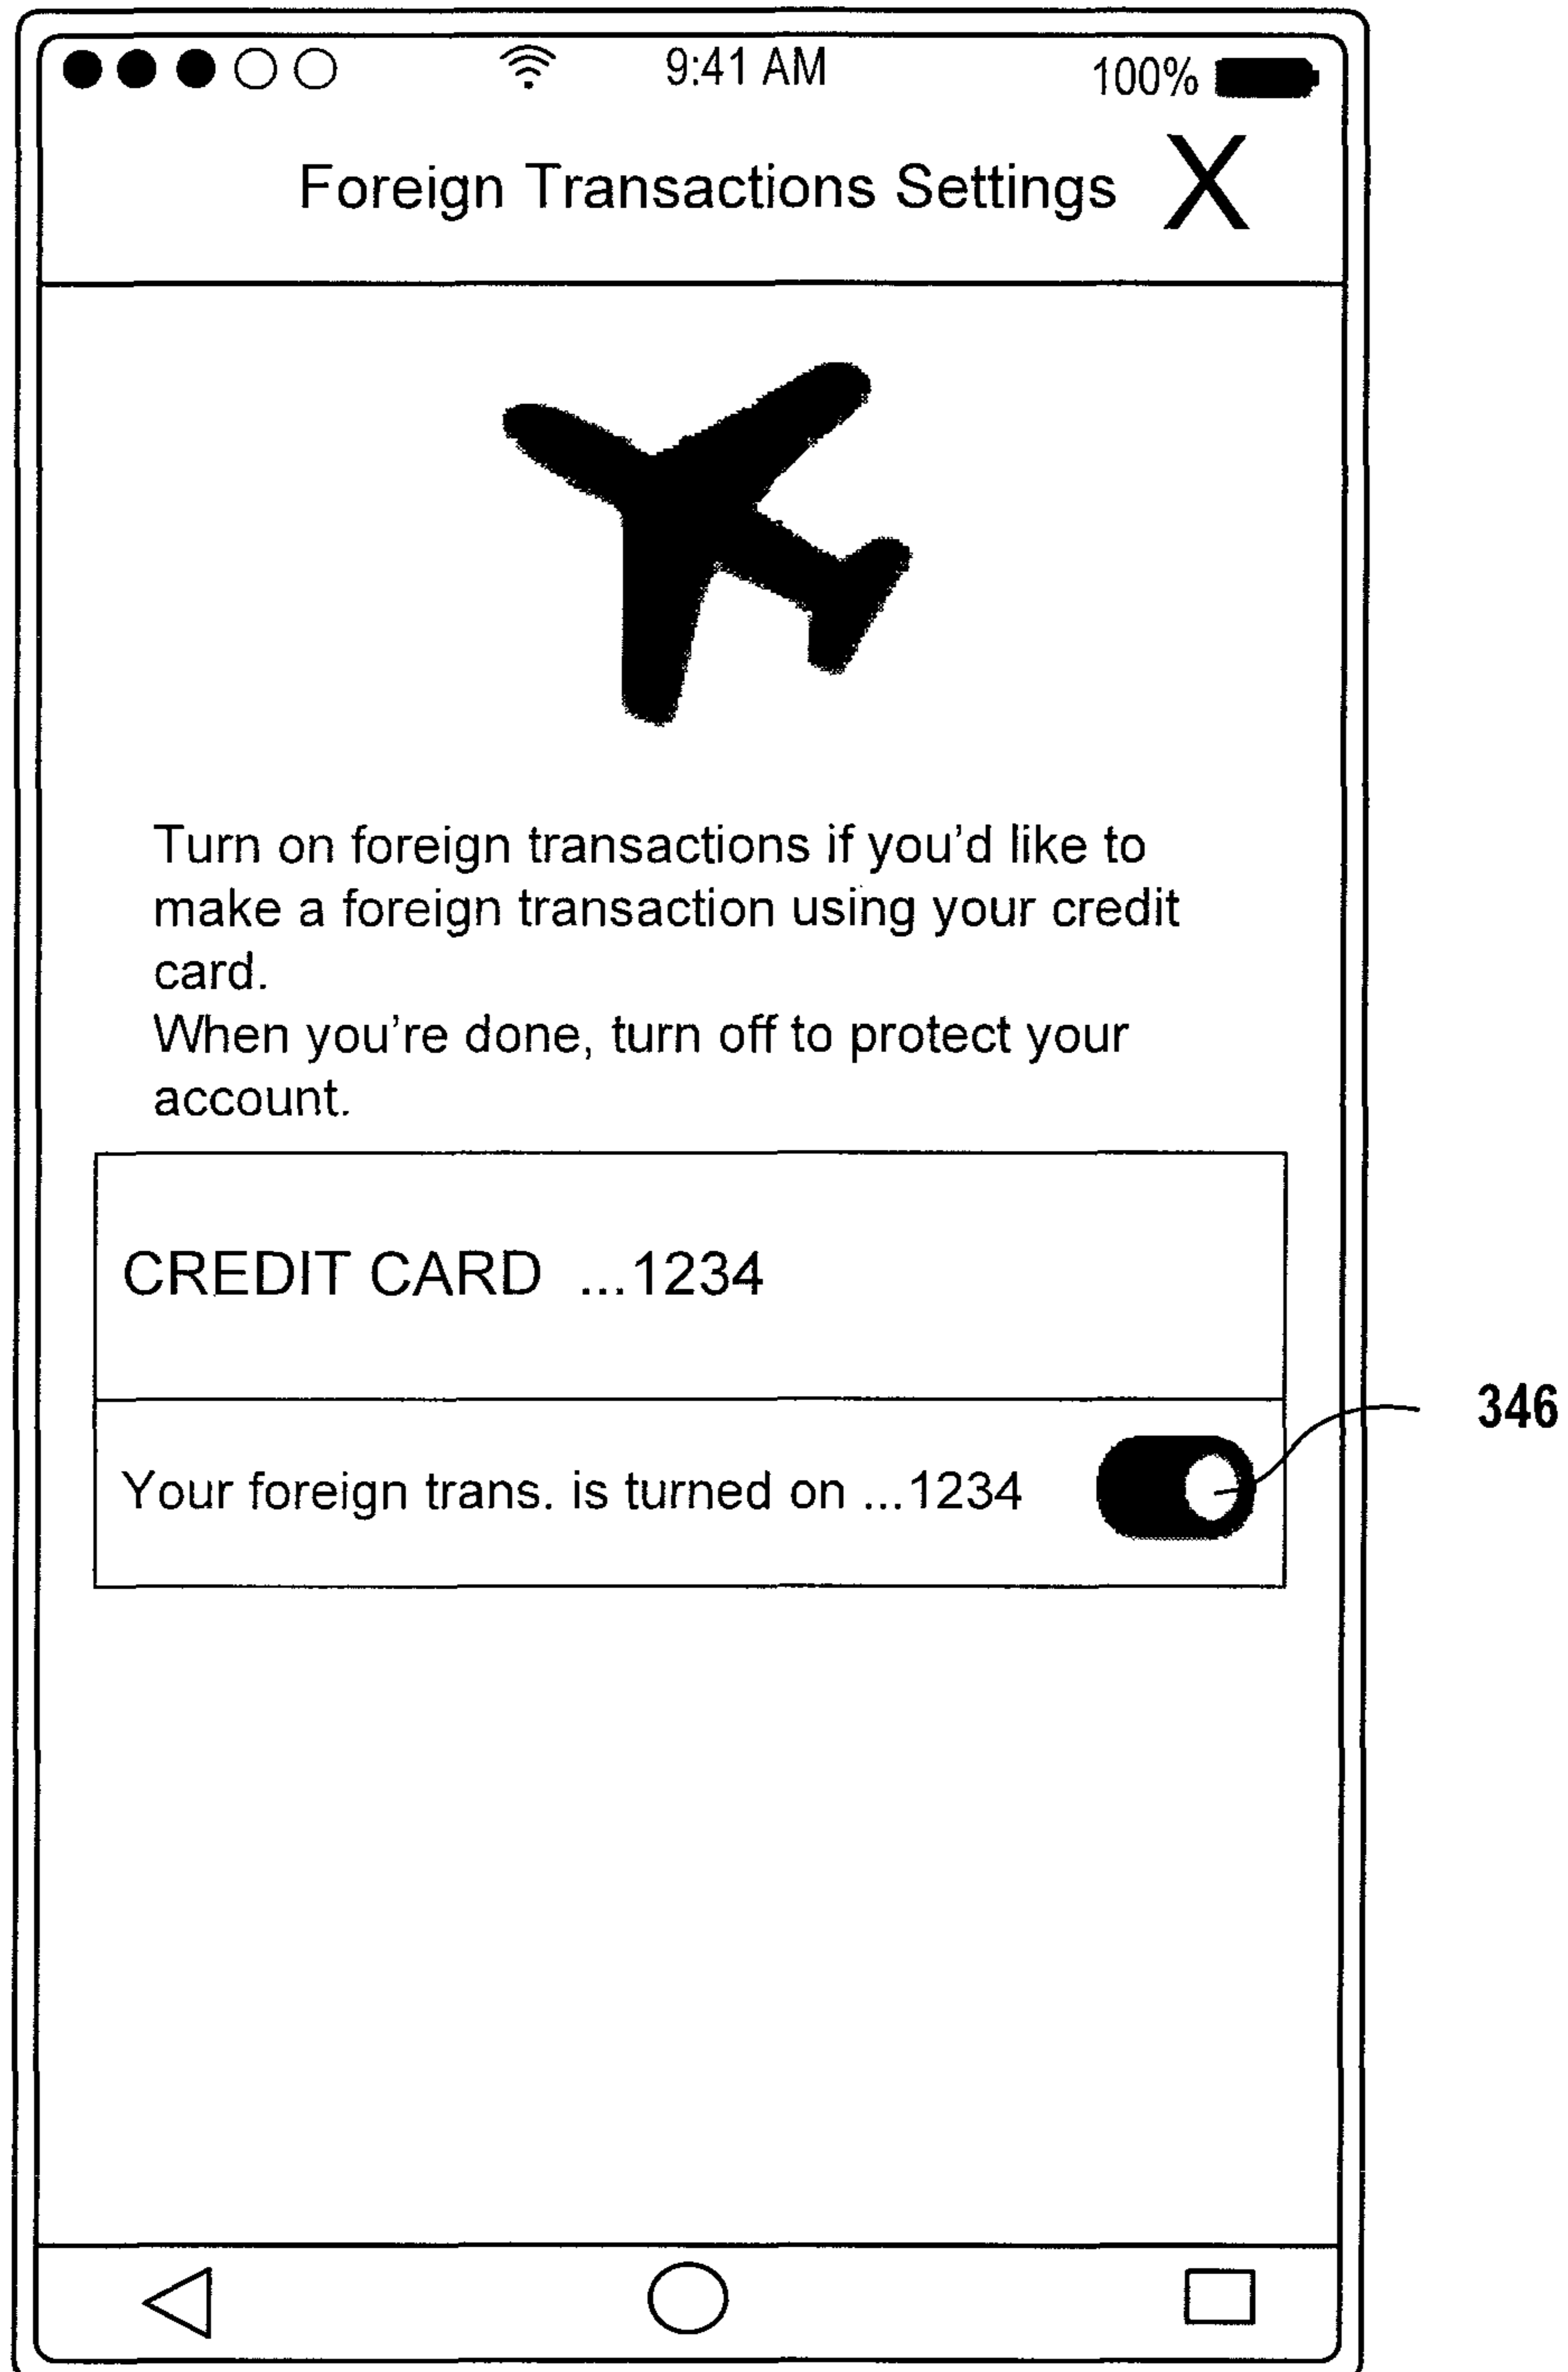 9:41 AM 100%
Foreign Transactions Settings X
Turn on foreign transactions if you'd like to
make a foreign transaction using your credit
card.
When you're done, turn off to protect your
account.
CREDIT CARD ...1234
346
Your foreign trans. is turned on ...1234